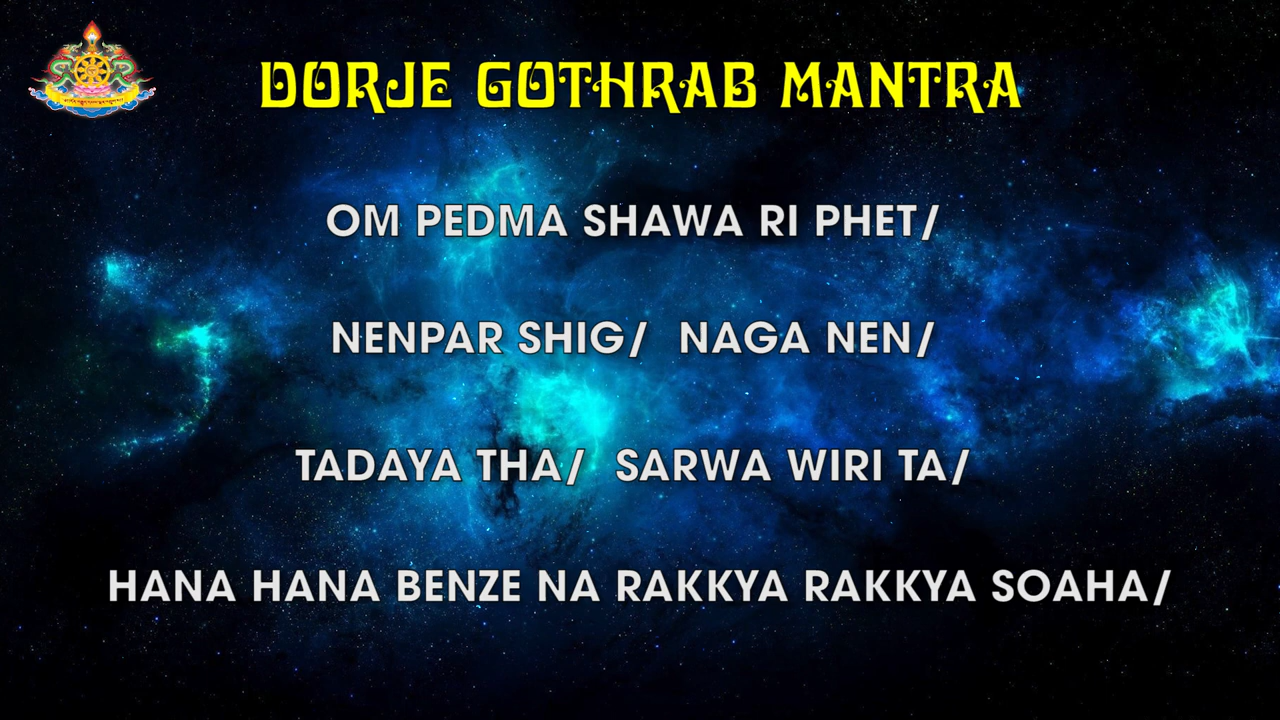 DORJE GOTHRAB MANTRA
OM PEDMA SHAWA RI PHET/
NENPAR SHIG/ NAGA NEN/
TADAYA THA/ SARWA WIRI TA/
HANA HANA BENZE NA RAKKYA RAKKYA SOAHA/